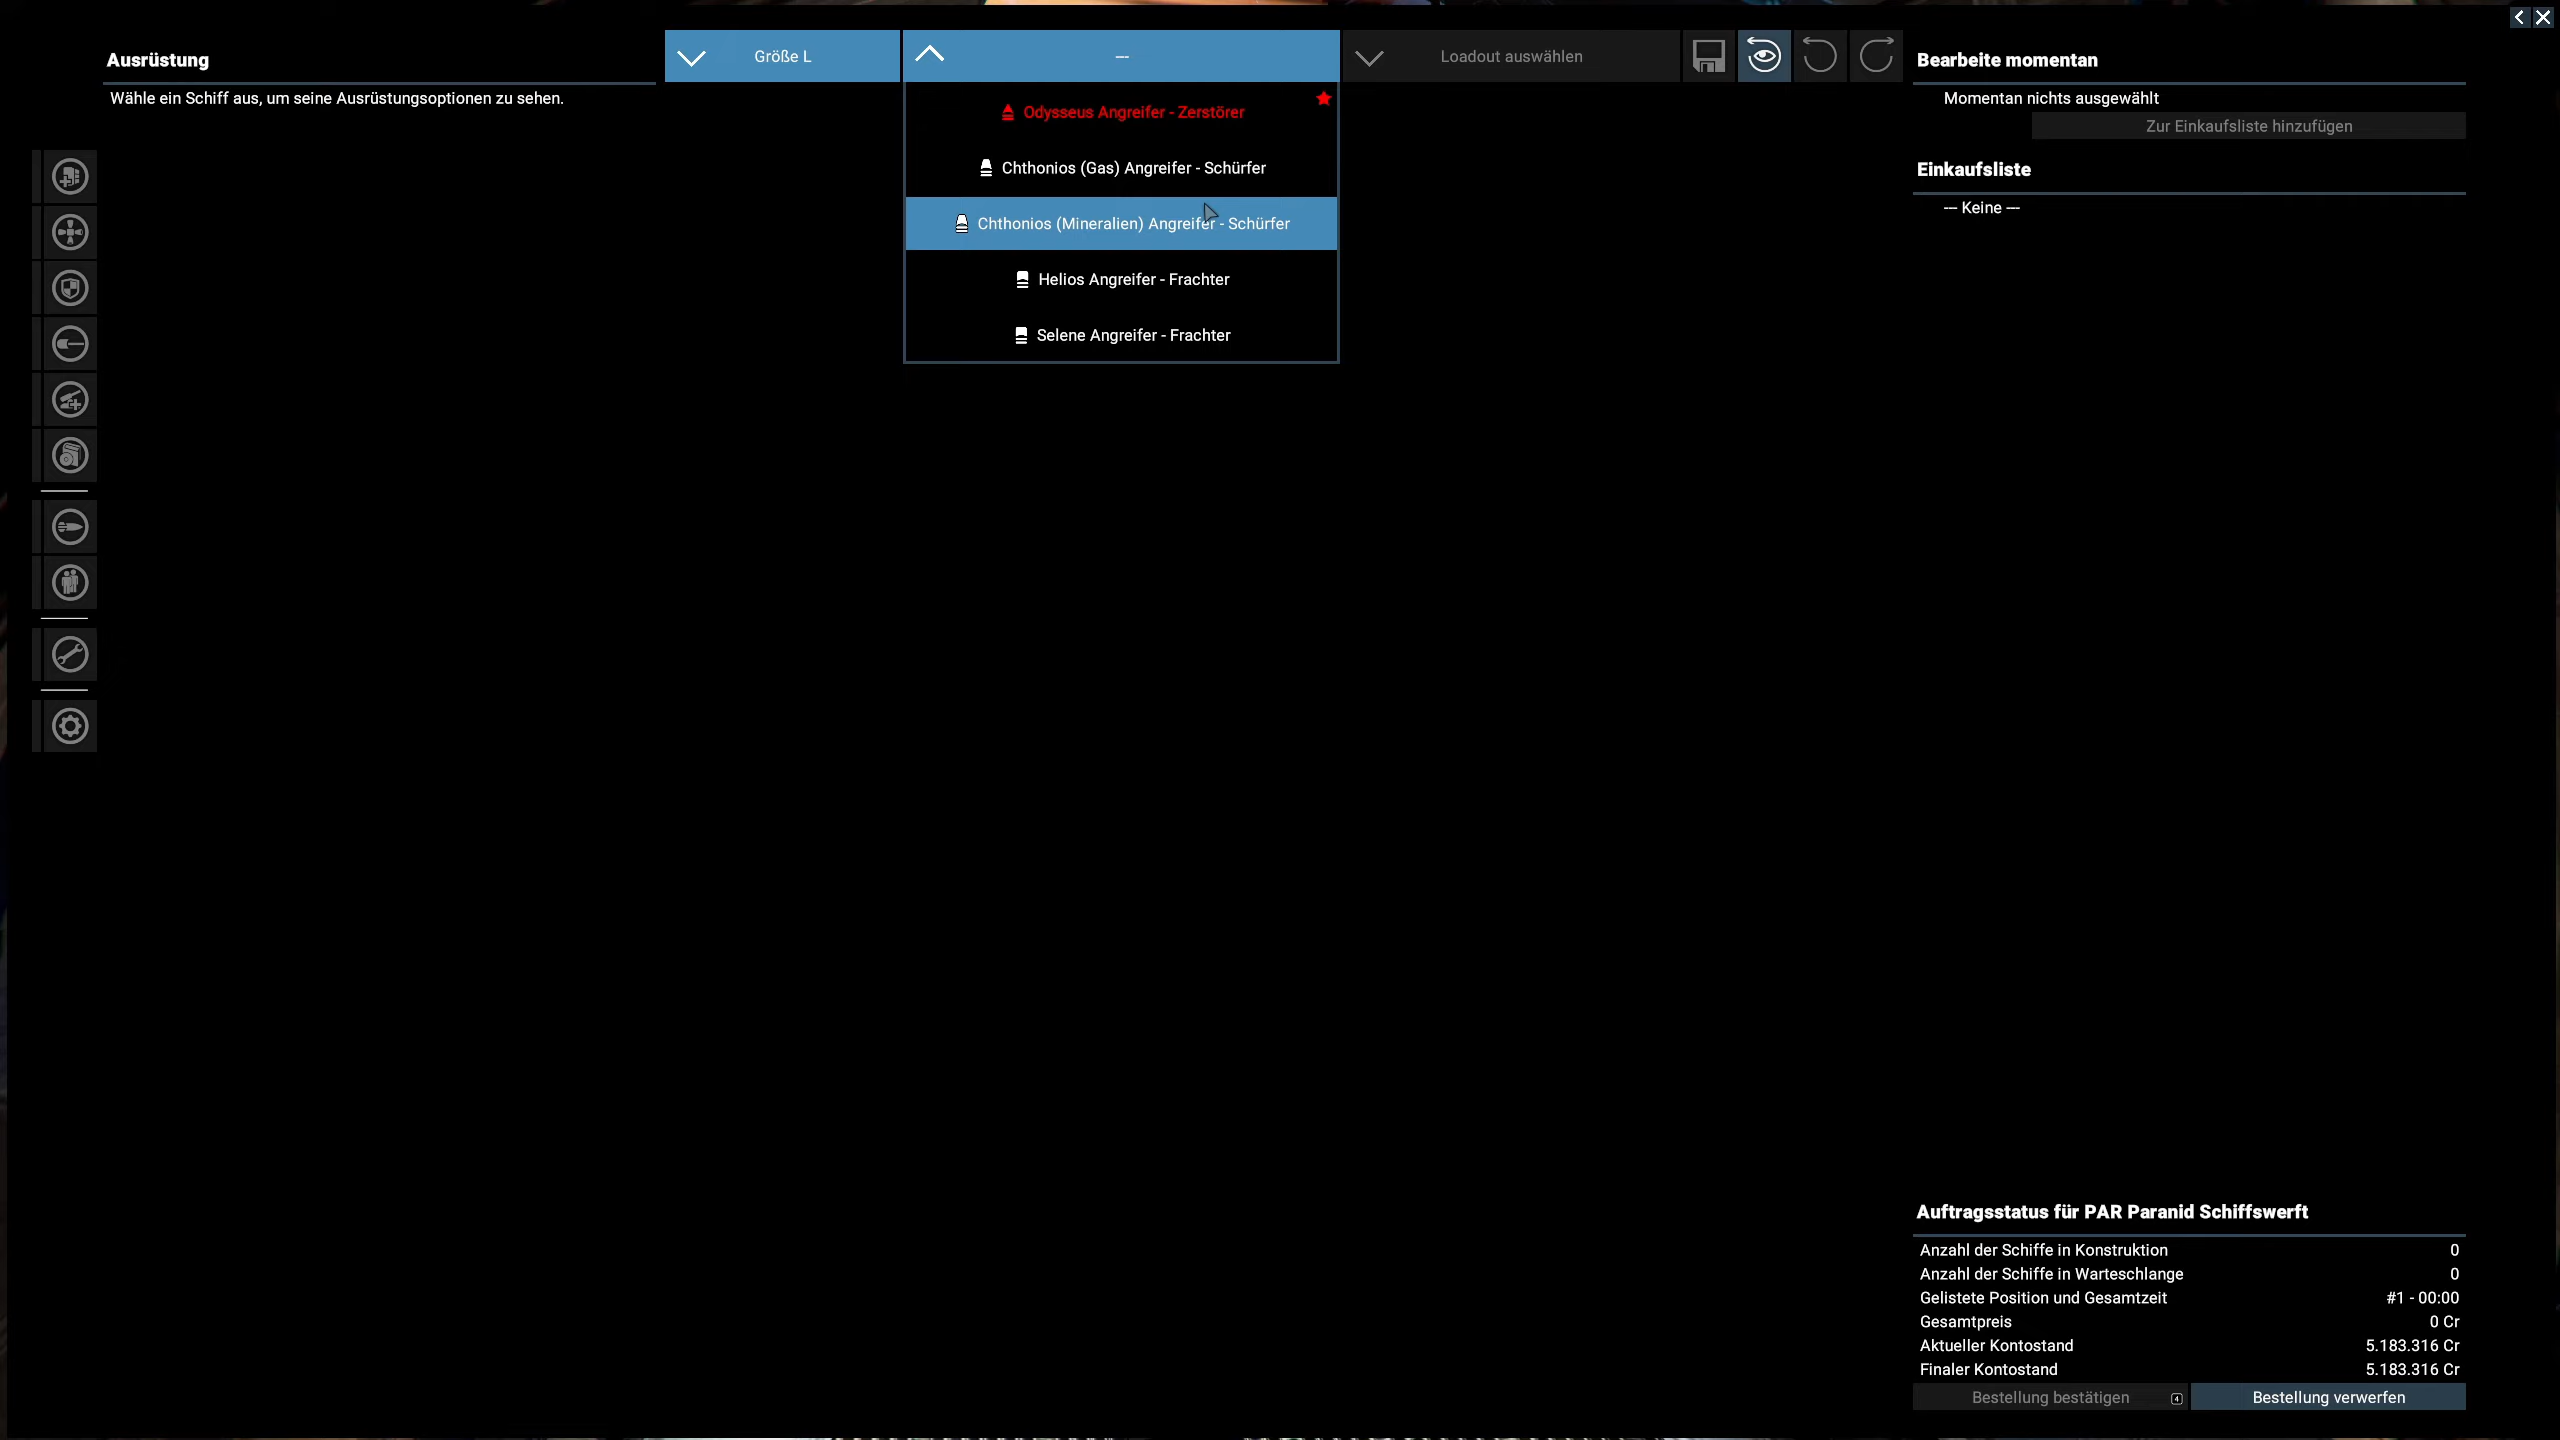 Ausrüstung
Wähle ein Schiff aus, um seine Ausrüstungsoptionen zu sehen.
Größe L
---
Loadout auswählen
Odysseus Angreifer - Zerstörer
Chthonios (Gas) Angreifer - Schürfer
Chthonios (Mineralien) Angreifer - Schürfer
Helios Angreifer - Frachter
Selene Angreifer - Frachter
Bearbeite momentan
Momentan nichts ausgewählt
Zur Einkaufsliste hinzufügen
Einkaufsliste
--- Keine ---
Auftragsstatus für PAR Paranid Schiffswerft
Anzahl der Schiffe in Konstruktion 0
Anzahl der Schiffe in Warteschlange 0
Gelistete Position und Gesamtzeit #1 - 00:00
Gesamtpreis 0 Cr
Aktueller Kontostand 5.183.316 Cr
Finaler Kontostand 5.183.316 Cr
Bestellung bestätigen
Bestellung verwerfen